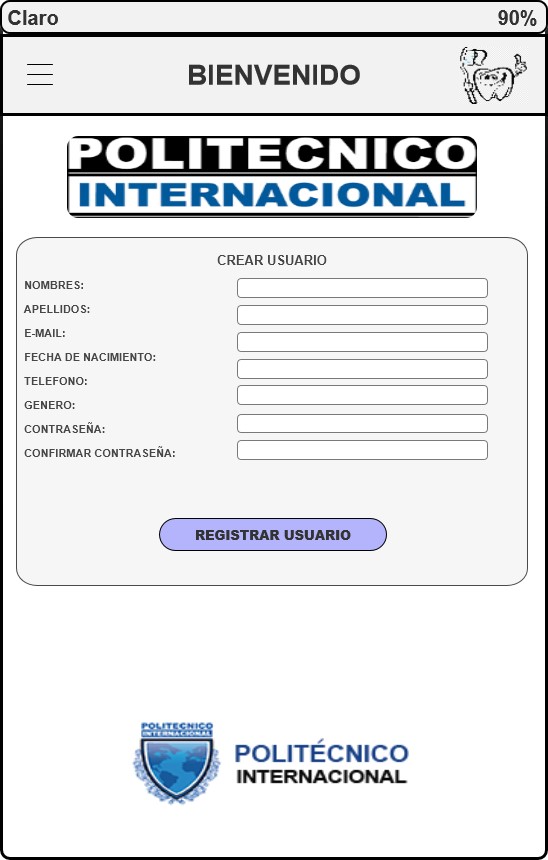 Claro 90%
BIENVENIDO
POLITECNICO
INTERNACIONAL
CREAR USUARIO
NOMBRES:
APELLIDOS:
E-MAIL:
FECHA DE NACIMIENTO:
TELEFONO:
GENERO:
CONTRASEÑA:
CONFIRMAR CONTRASEÑA:
REGISTRAR USUARIO
POLITECNICO
INTERNACIONAL
POLITÉCNICO
INTERNACIONAL